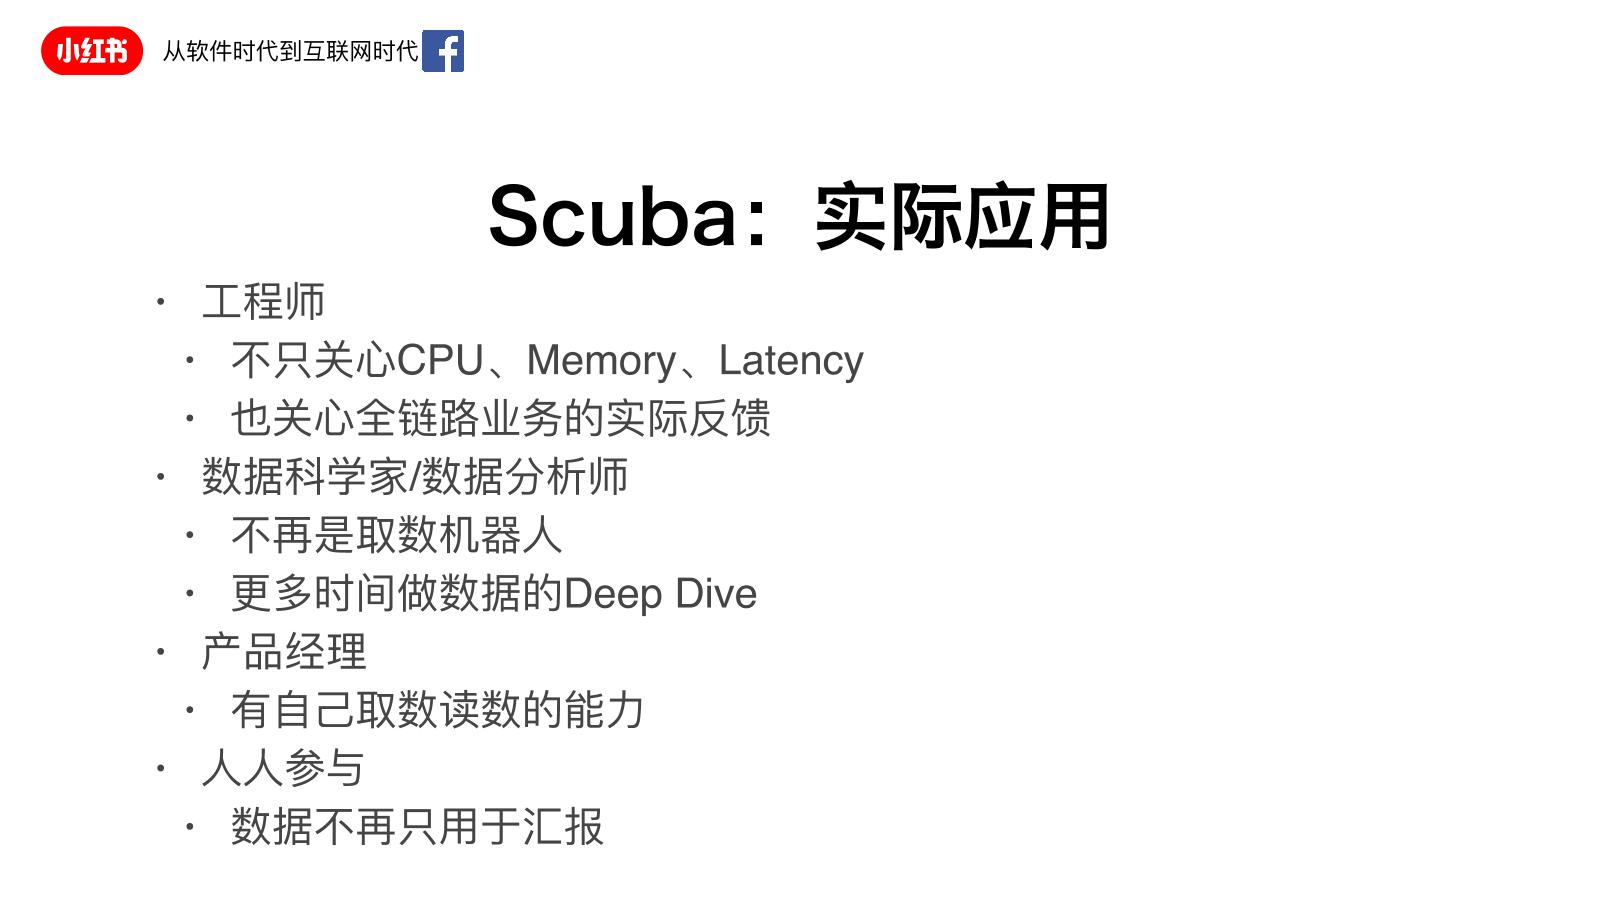 小红书 从软件时代到互联网时代
Scuba：实际应用
• 工程师
• 不只关心CPU、Memory、Latency
• 也关心全链路业务的实际反馈
• 数据科学家/数据分析师
• 不再是取数机器人
• 更多时间做数据的Deep Dive
• 产品经理
• 有自己取数读数的能力
• 人人参与
• 数据不再只用于汇报